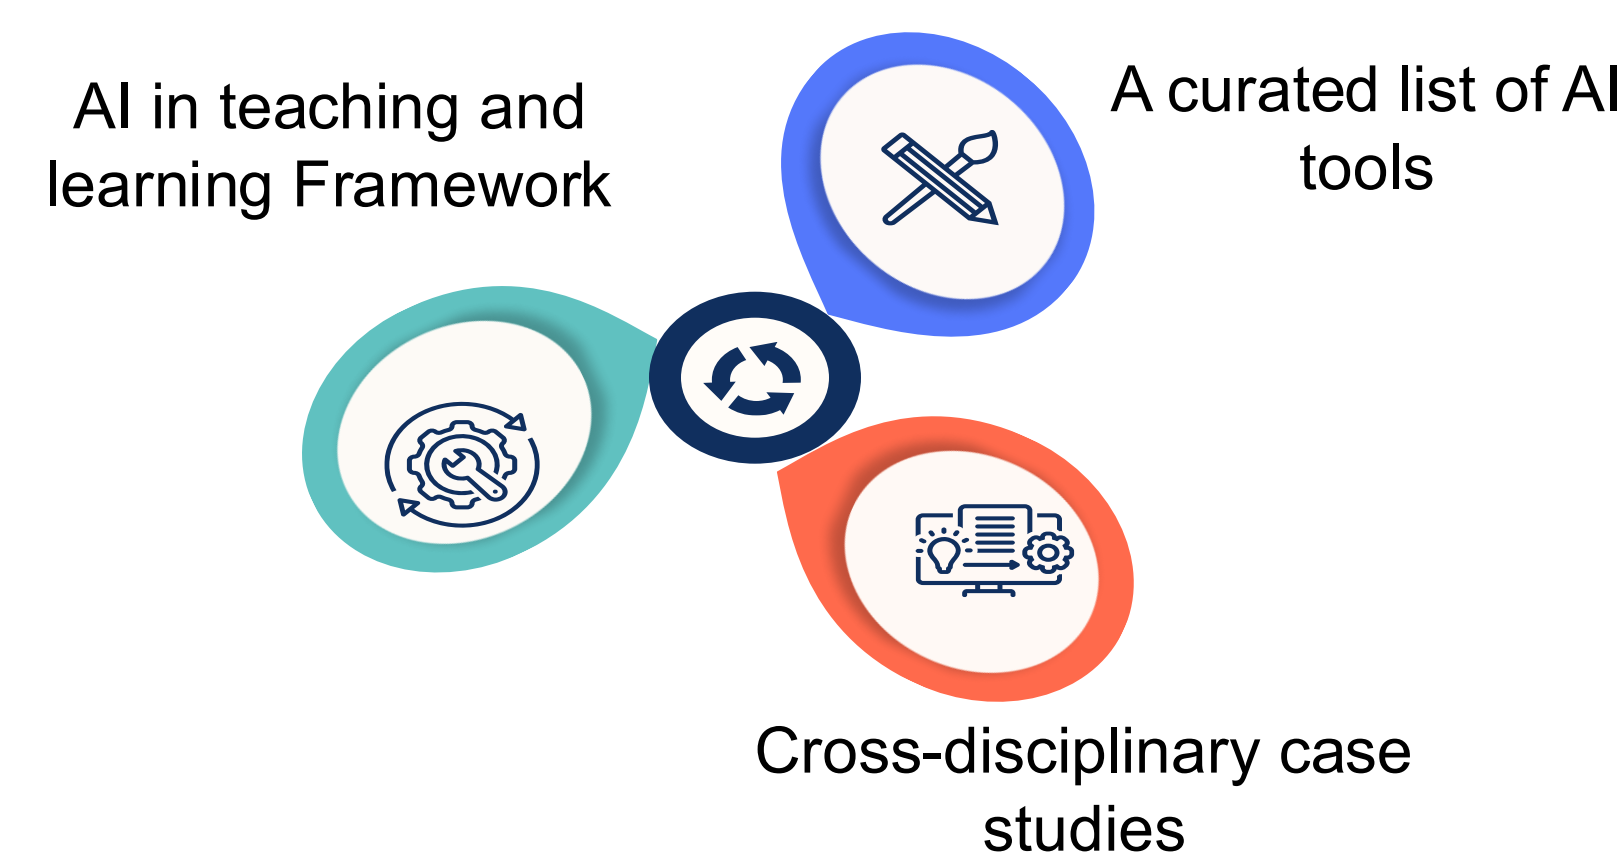 AI in teaching and
learning Framework
A curated list of AI
tools
Cross-disciplinary case
studies